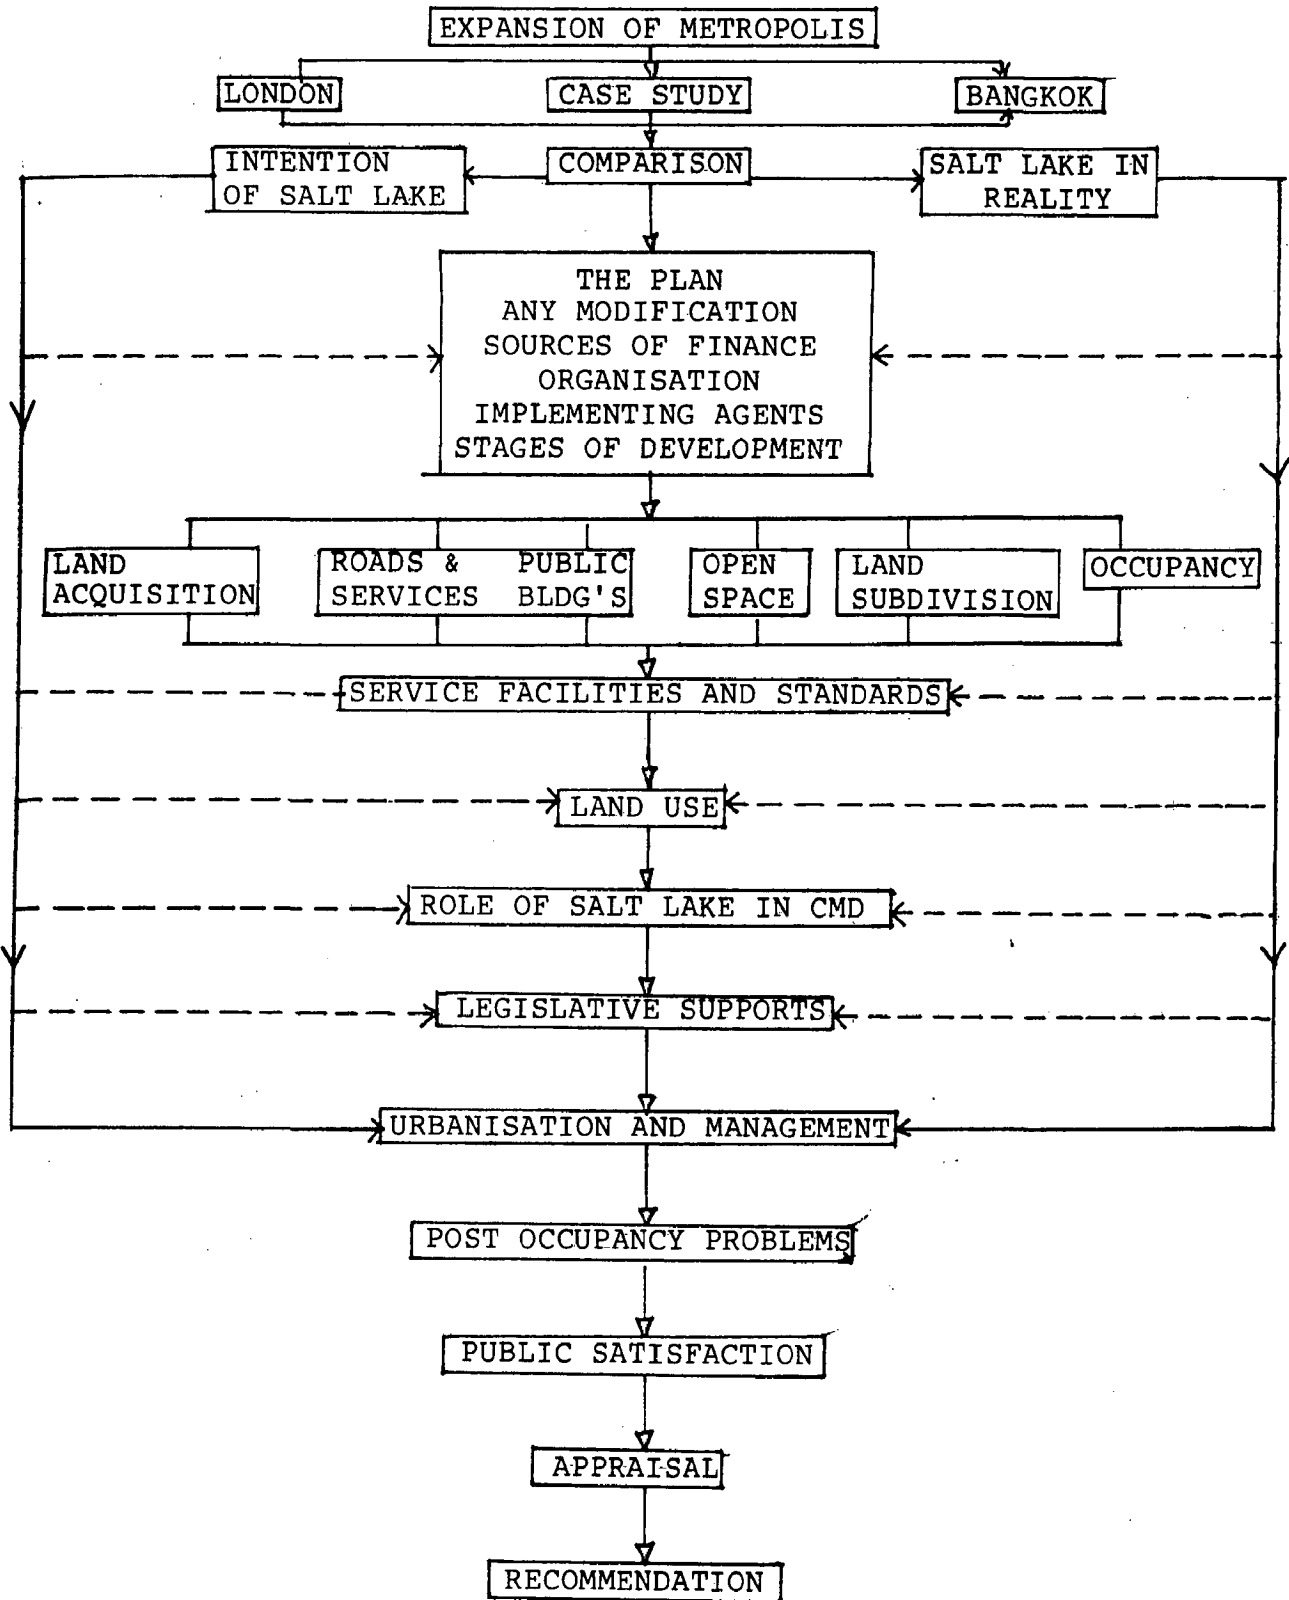 EXPANSION OF METROPOLIS
LONDON
CASE STUDY
BANGKOK
INTENTION
OF SALT LAKE
COMPARISON
SALT LAKE IN
REALITY
THE PLAN
ANY MODIFICATION
SOURCES OF FINANCE
ORGANISATION
IMPLEMENTING AGENTS
STAGES OF DEVELOPMENT
LAND
ACQUISITION
ROADS &
SERVICES
PUBLIC
BLDG'S
OPEN
SPACE
LAND
SUBDIVISION
OCCUPANCY
SERVICE FACILITIES AND STANDARDS
LAND USE
ROLE OF SALT LAKE IN CMD
LEGISLATIVE SUPPORTS
URBANISATION AND MANAGEMENT
POST OCCUPANCY PROBLEMS
PUBLIC SATISFACTION
APPRAISAL
RECOMMENDATION